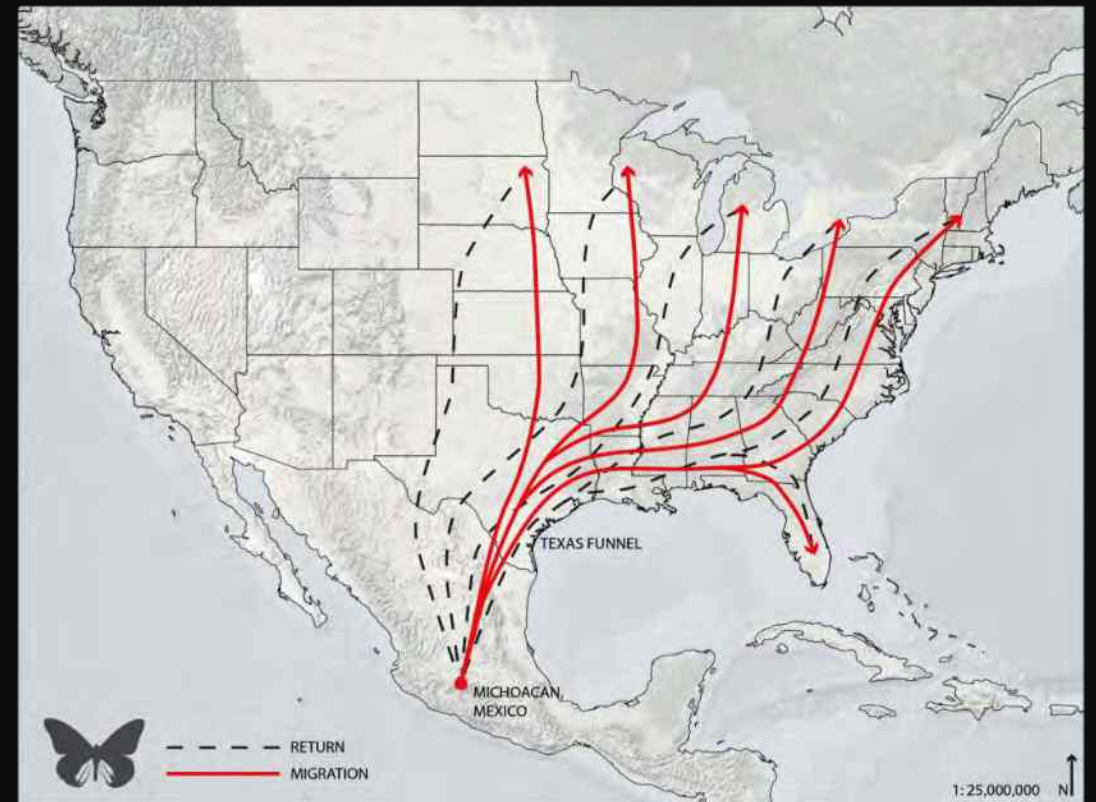 TEXAS FUNNEL
MICHOACAN,
MEXICO
RETURN
MIGRATION
1:25,000,000 N